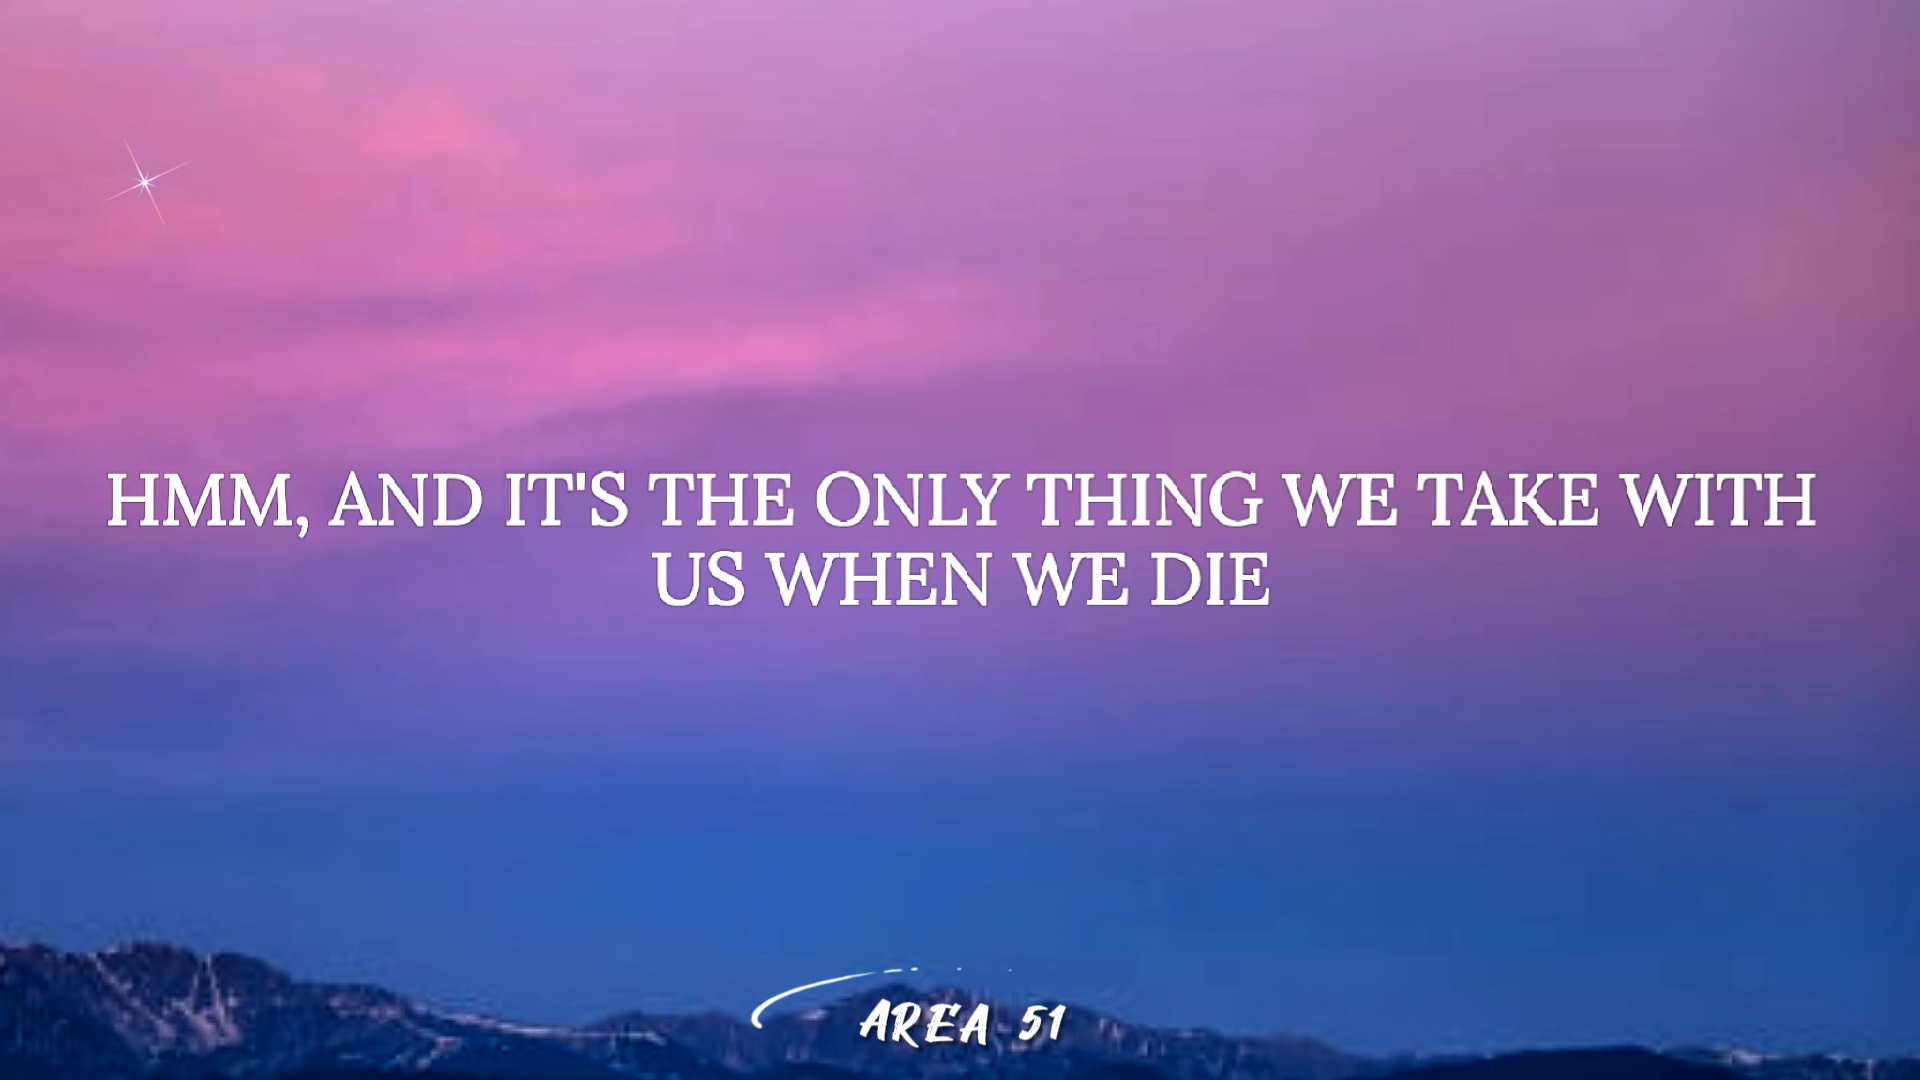 HMM, AND IT'S THE ONLY THING WE TAKE WITH
US WHEN WE DIE
AREA 51